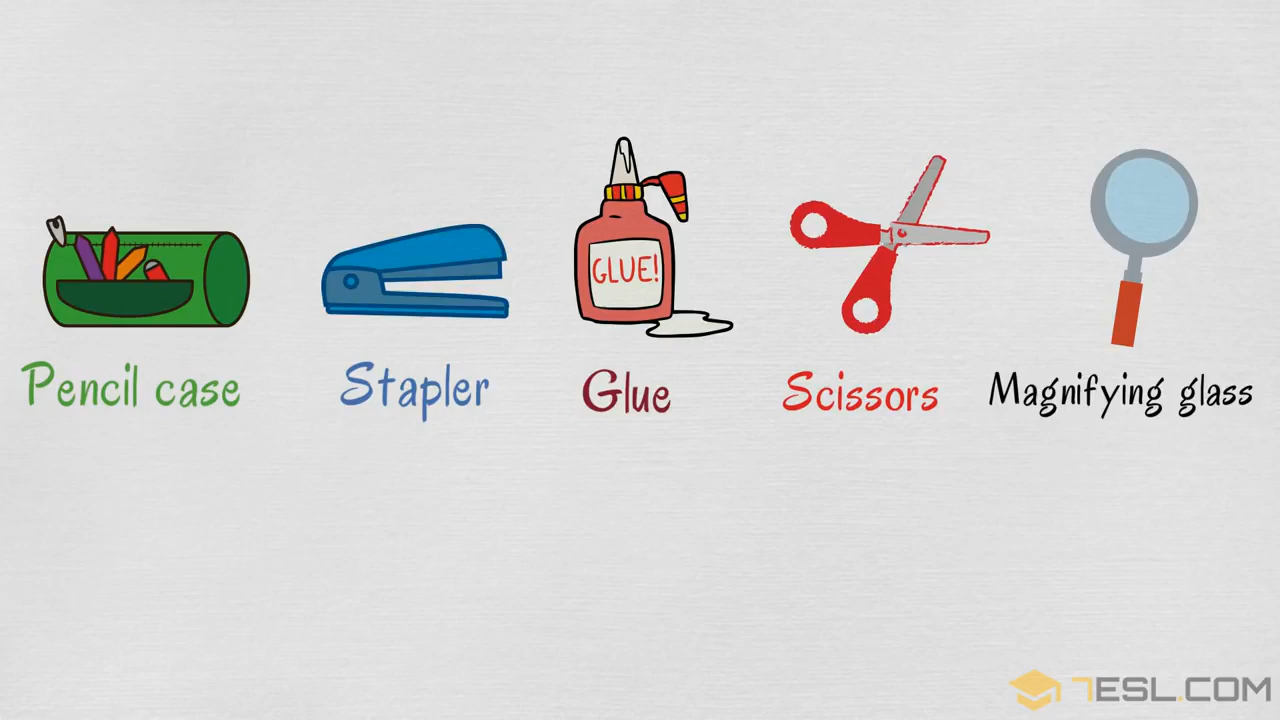 GLUE!
Pencil case
Stapler
Glue
Scissors
Magnifying glass
7ESL.COM